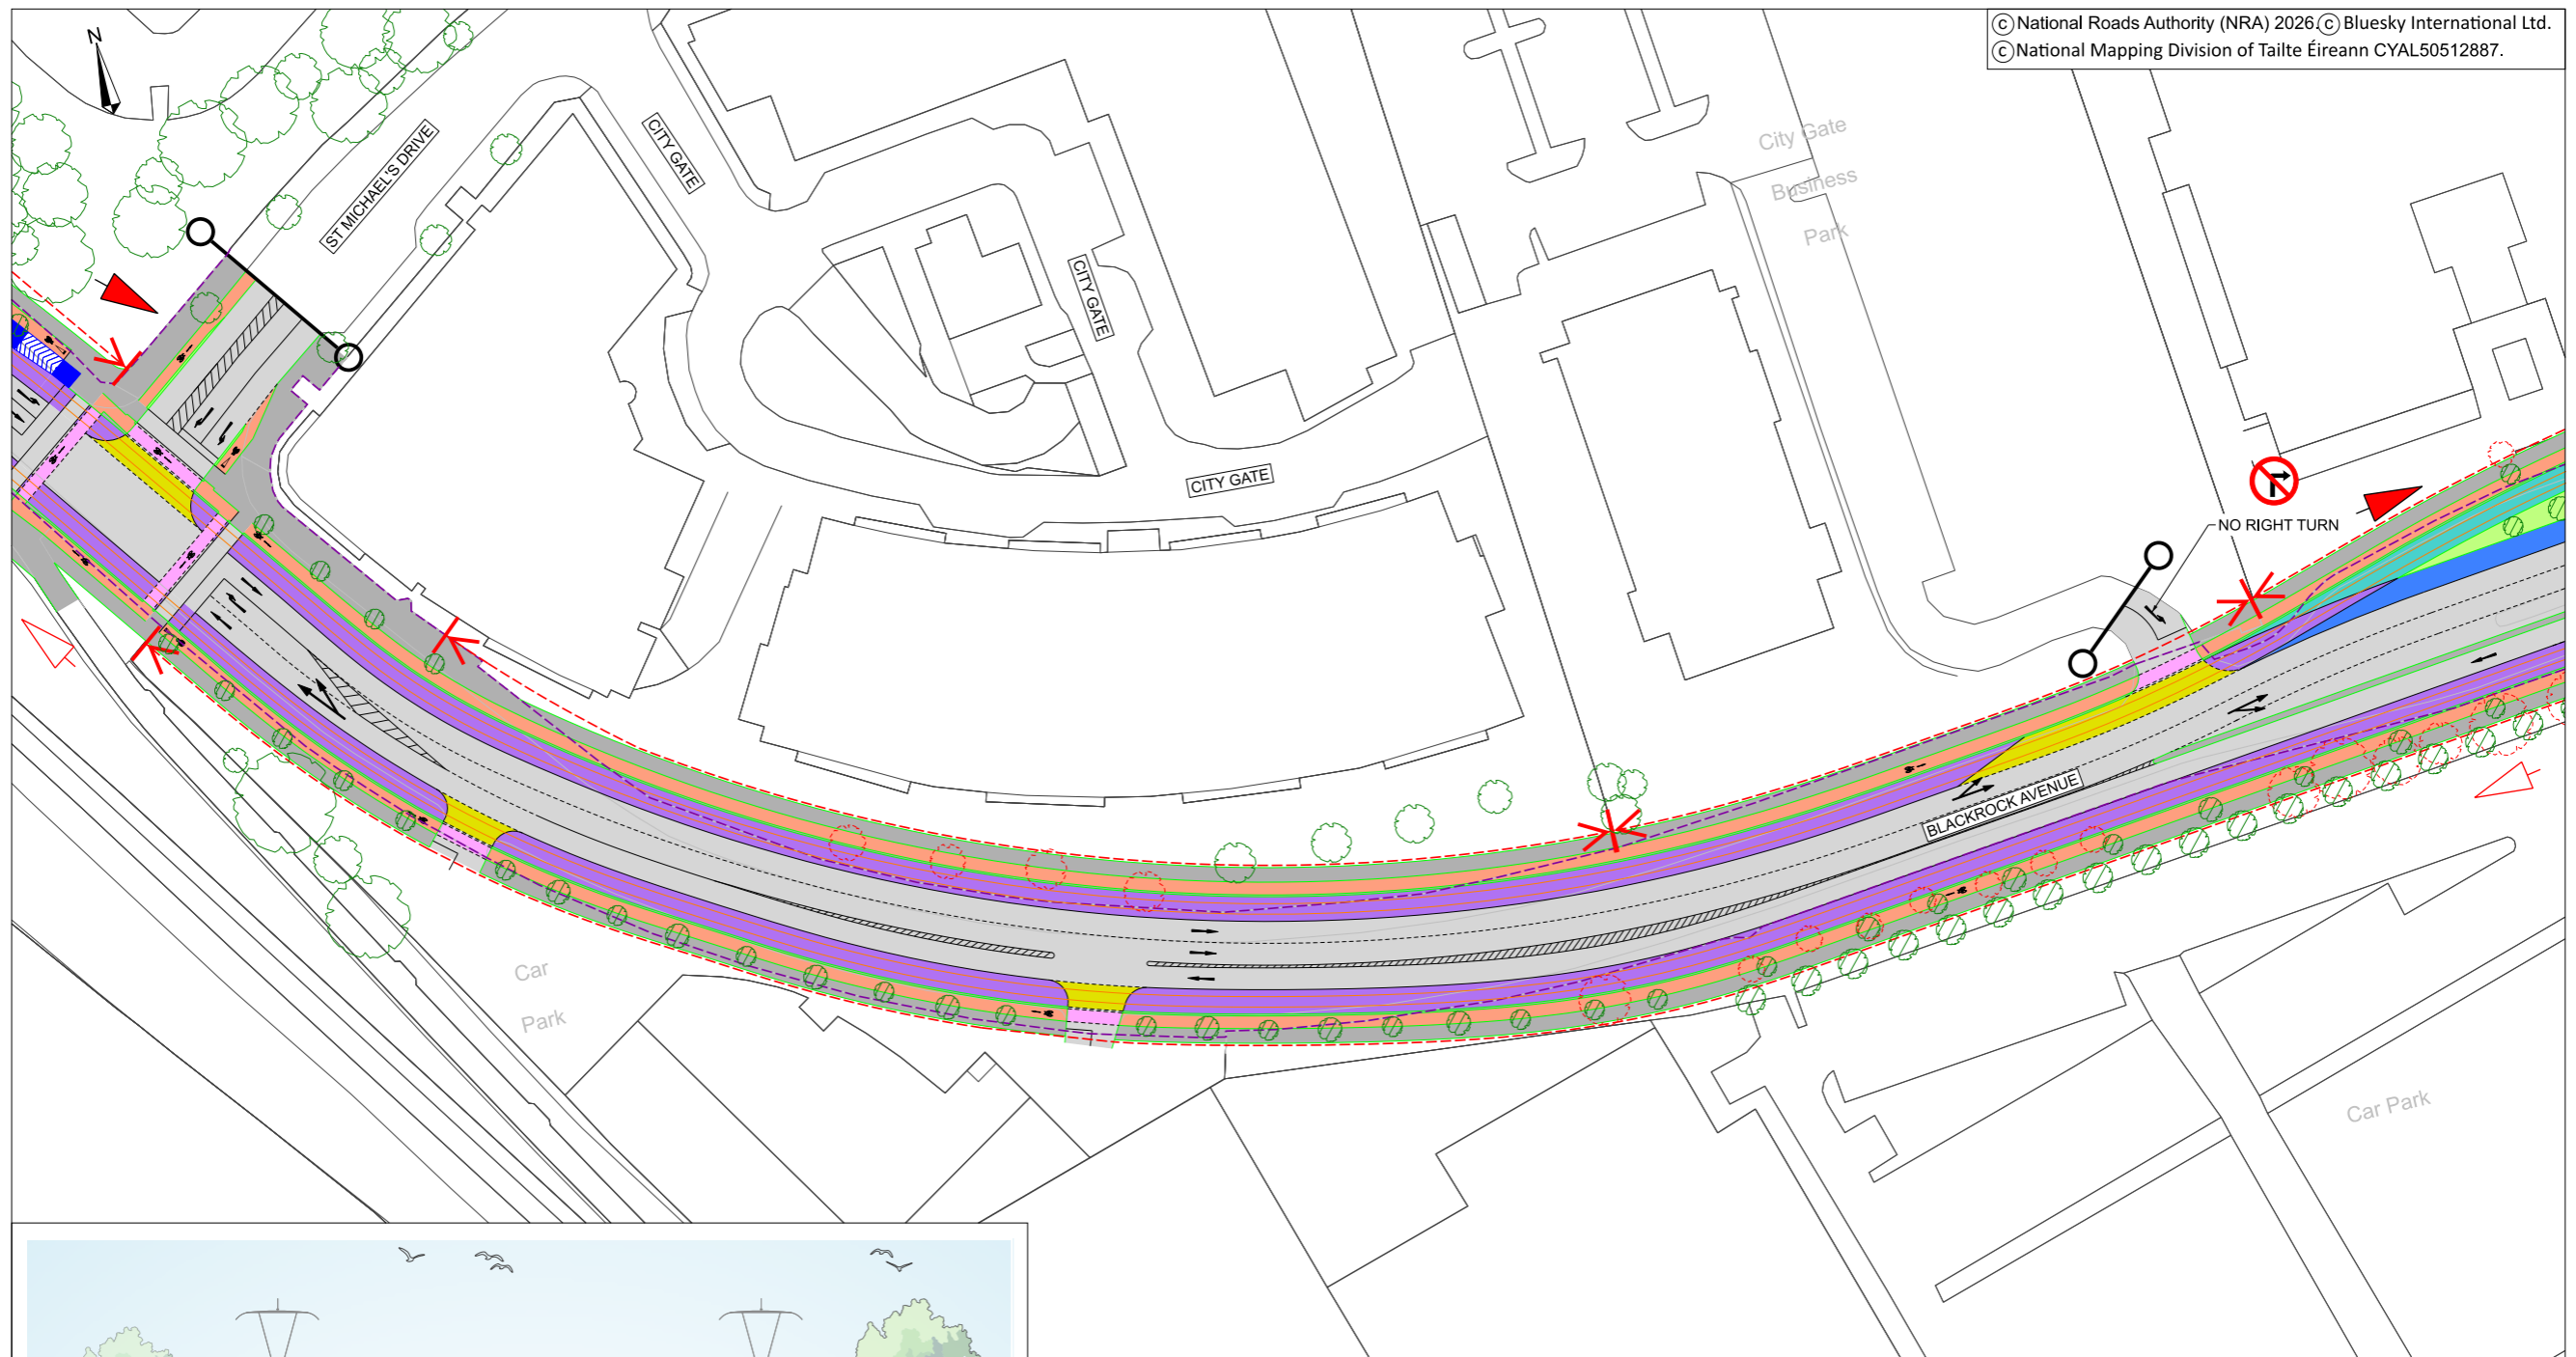 ⓒ National Roads Authority (NRA) 2026. ⓒ Bluesky International Ltd.
ⓒ National Mapping Division of Tailte Éireann CYAL50512887.
N
ST MICHAEL'S DRIVE
CITY GATE
CITY GATE
City Gate
Business
Park
CITY GATE
NO RIGHT TURN
BLACKROCK AVENUE
Car
Park
Car Park